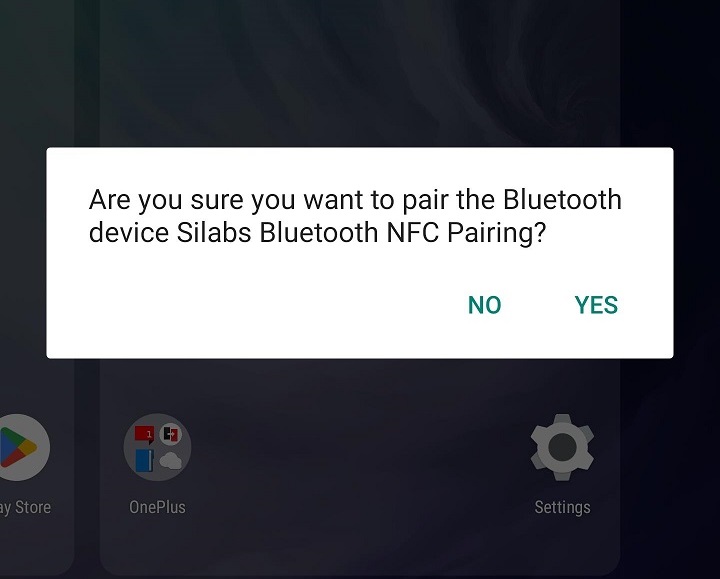 Are you sure you want to pair the Bluetooth
device Silabs Bluetooth NFC Pairing?
NO YES
1
ay Store OnePlus Settings